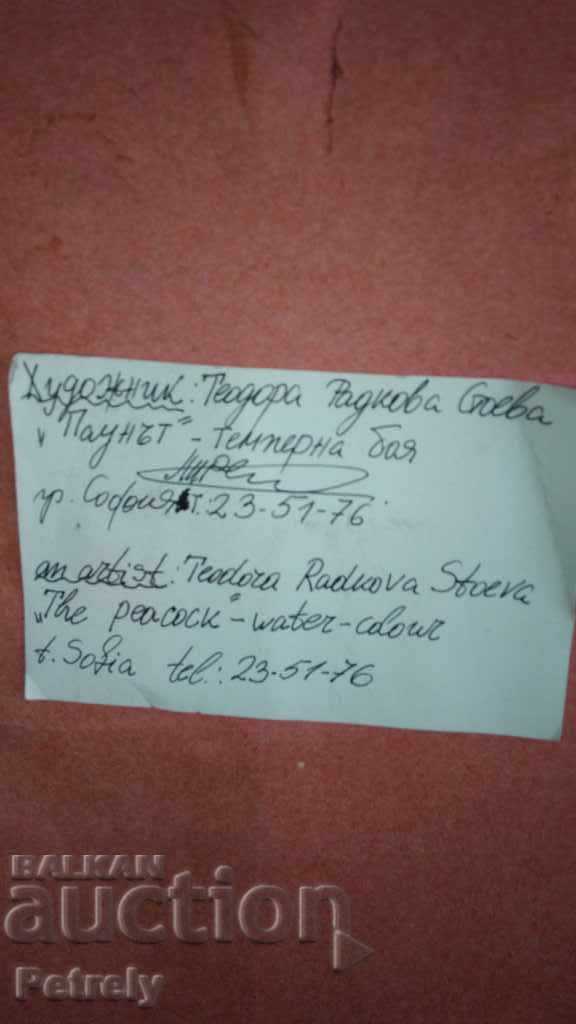 Художник: Теодора Радкова Стоева
"Паунът" - темперна бая
гр. София т. 23-51-76
an artist: Teodora Radkova Stoeva
"The peacock" - water-colour
t. Sofia tel.: 23-51-76
BALKAN
auction
Petrely